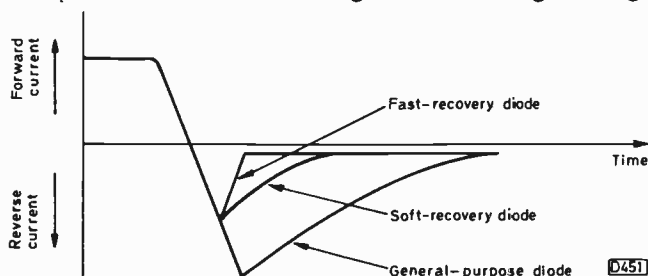 Forward
current
Fast-recovery diode
Time
Reverse
current
Soft-recovery diode
General-purpose diode
D451